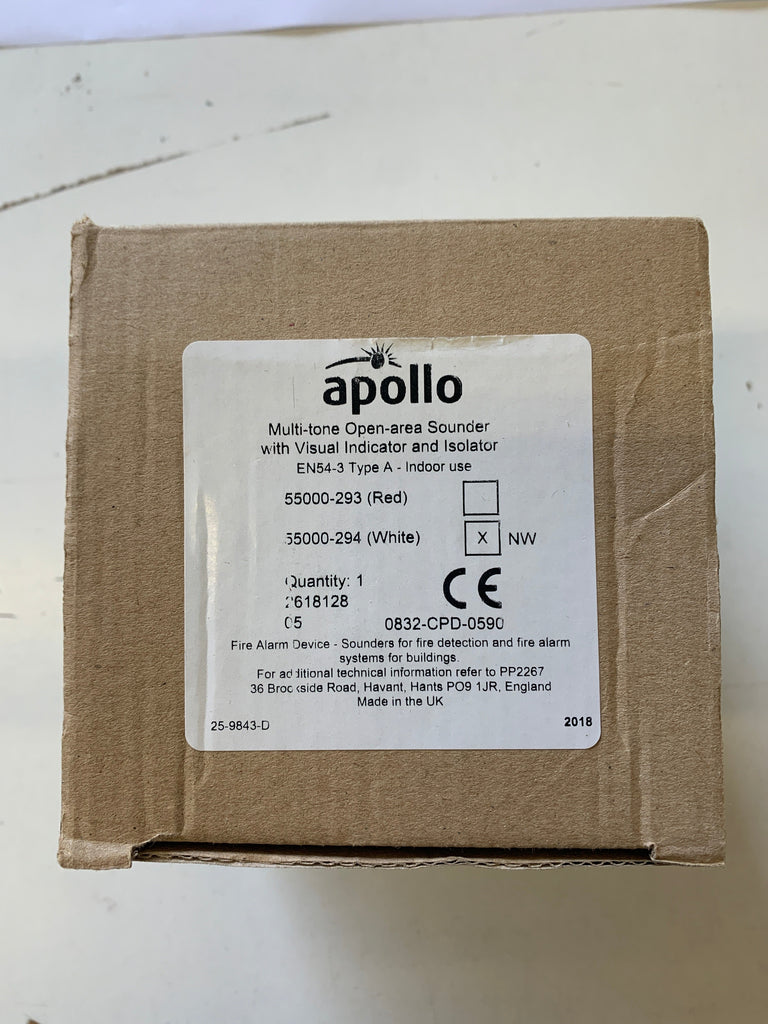 apollo
Multi-tone Open-area Sounder
with Visual Indicator and Isolator
EN54-3 Type A - Indoor use
55000-293 (Red)
55000-294 (White) X NW
Quantity: 1
2618128
05 0832-CPD-0590
CE
Fire Alarm Device - Sounders for fire detection and fire alarm
systems for buildings.
For additional technical information refer to PP2267
36 Brookside Road, Havant, Hants PO9 1JR, England
Made in the UK
25-9843-D 2018